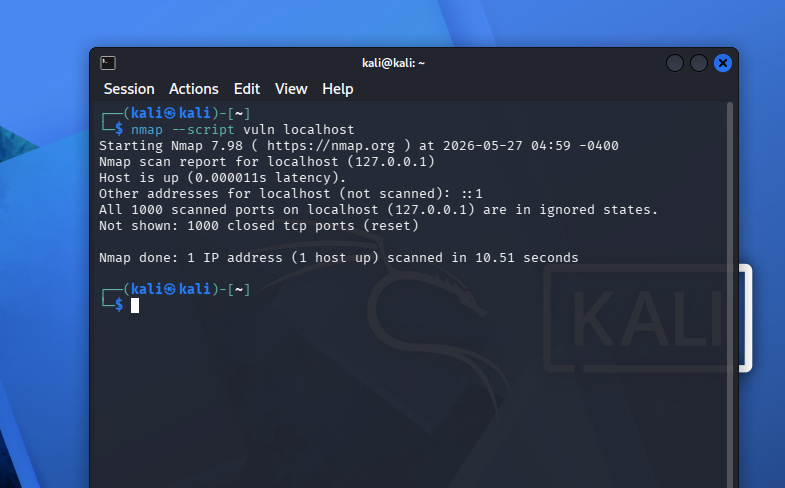 kali@kali: ~
Session Actions Edit View Help
┌──(kali㉿kali)-[~]
└─$ nmap --script vuln localhost
Starting Nmap 7.98 ( https://nmap.org ) at 2026-05-27 04:59 -0400
Nmap scan report for localhost (127.0.0.1)
Host is up (0.000011s latency).
Other addresses for localhost (not scanned): ::1
All 1000 scanned ports on localhost (127.0.0.1) are in ignored states.
Not shown: 1000 closed tcp ports (reset)
Nmap done: 1 IP address (1 host up) scanned in 10.51 seconds
┌──(kali㉿kali)-[~]
└─$
KALI